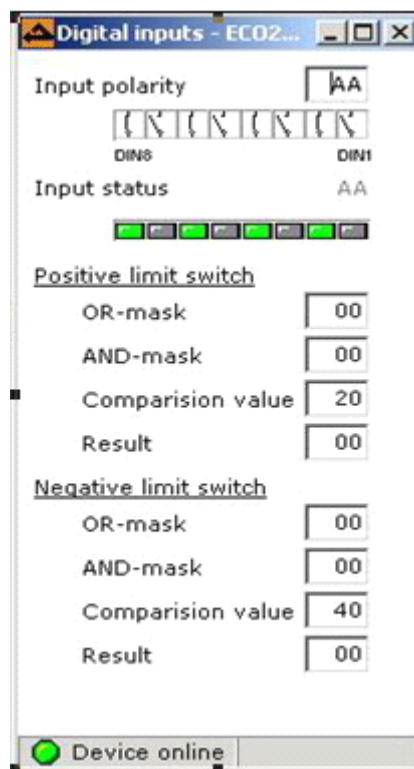 Digital inputs - ECO2...
Input polarity AA
DIN8 DIN1
Input status AA
Positive limit switch
OR-mask 00
AND-mask 00
Comparision value 20
Result 00
Negative limit switch
OR-mask 00
AND-mask 00
Comparision value 40
Result 00
Device online